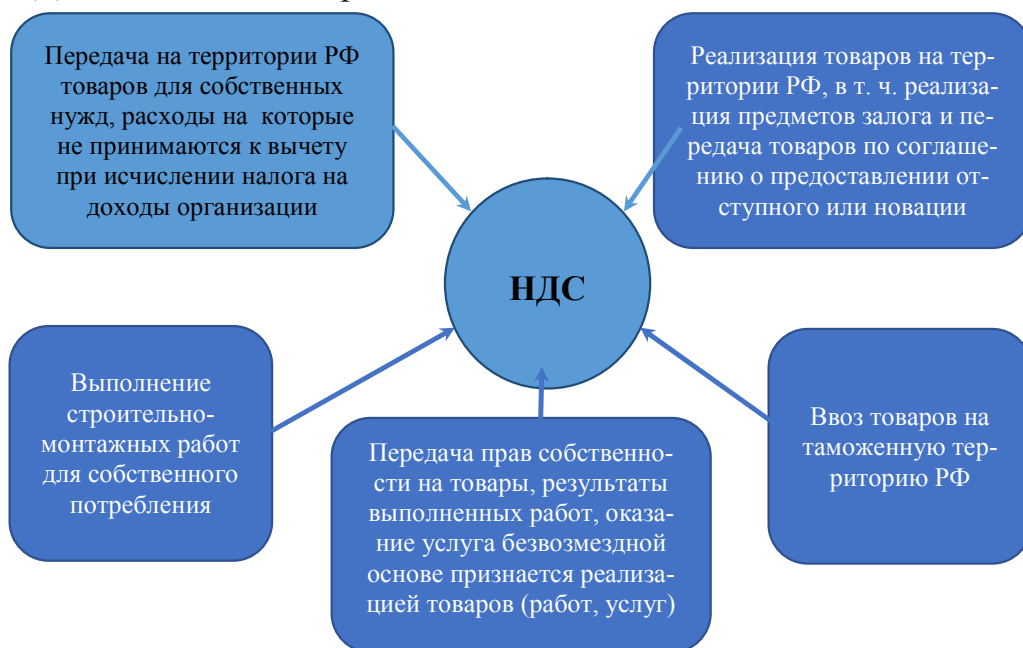 Передача на территории РФ
товаров для собственных
нужд, расходы на которые
не принимаются к вычету
при исчислении налога на
доходы организации
Реализация товаров на тер-
ритории РФ, в т. ч. реализа-
ция предметов залога и пе-
редача товаров по соглаше-
нию о предоставлении от-
ступного или новации
НДС
Выполнение
строительно-
монтажных работ
для собственного
потребления
Передача прав собственно-
сти на товары, результаты
выполненных работ, оказа-
ние услуга безвозмездной
основе признается реализа-
цией товаров (работ, услуг)
Ввоз товаров на
таможенную тер-
риторию РФ